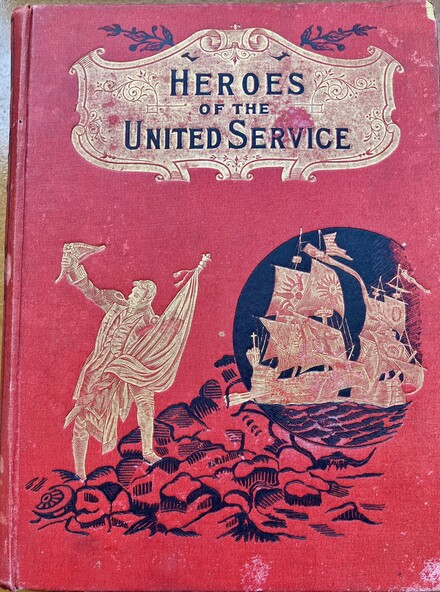 HEROES
OF THE
UNITED SERVICE